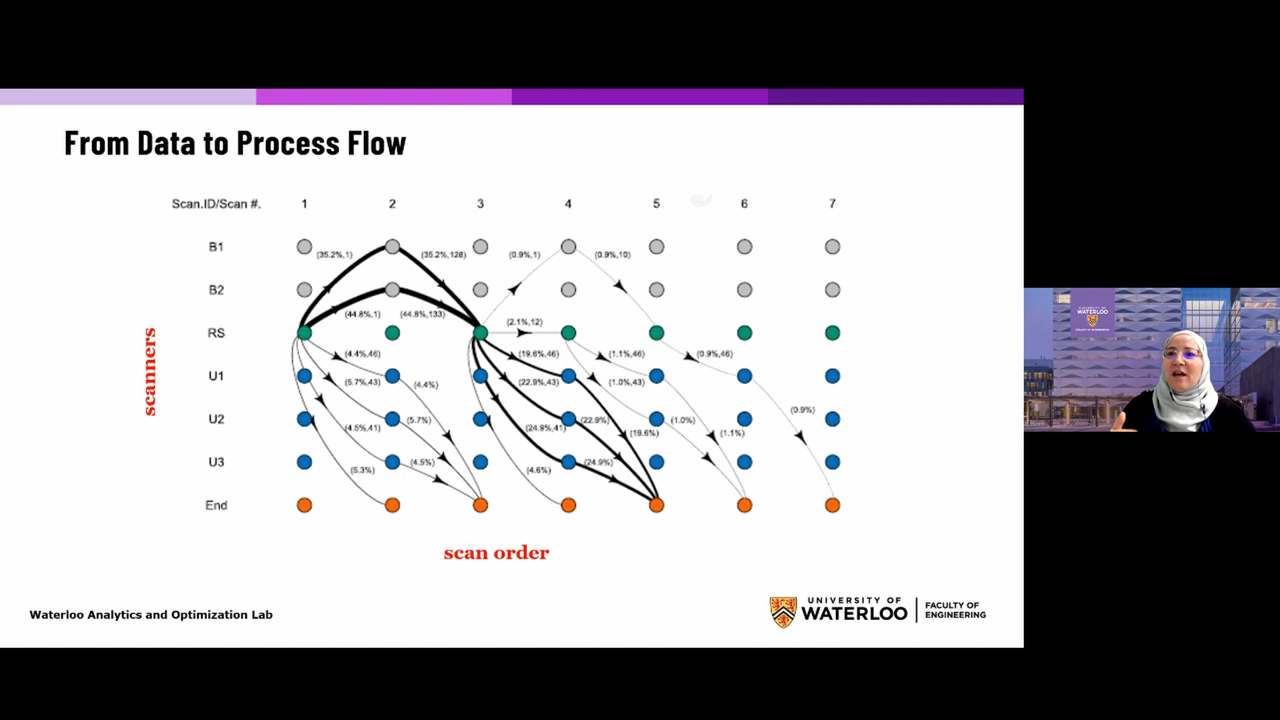 From Data to Process Flow
Scan.ID/Scan #. 1 2 3 4 5 6 7
B1
(35.2%,1) (35.2%,128) (0.9%,1) (0.9%,10)
B2
(44.8%,1) (44.8%,133)
(2.1%,12)
RS
(4.4%,46) (19.6%,46) (1.1%,46) (0.9%,46)
U1
(5.7%,43) (4.4%) (22.9%,43) (1.0%,43)
(0.9%)
U2
(4.5%,41) (5.7%) (24.9%,41) (22.9%) (19.6%) (1.0%) (1.1%)
U3
(5.3%) (4.5%) (4.6%) (24.9%)
End
scanners
scan order
Waterloo Analytics and Optimization Lab
UNIVERSITY OF
WATERLOO
FACULTY OF
ENGINEERING